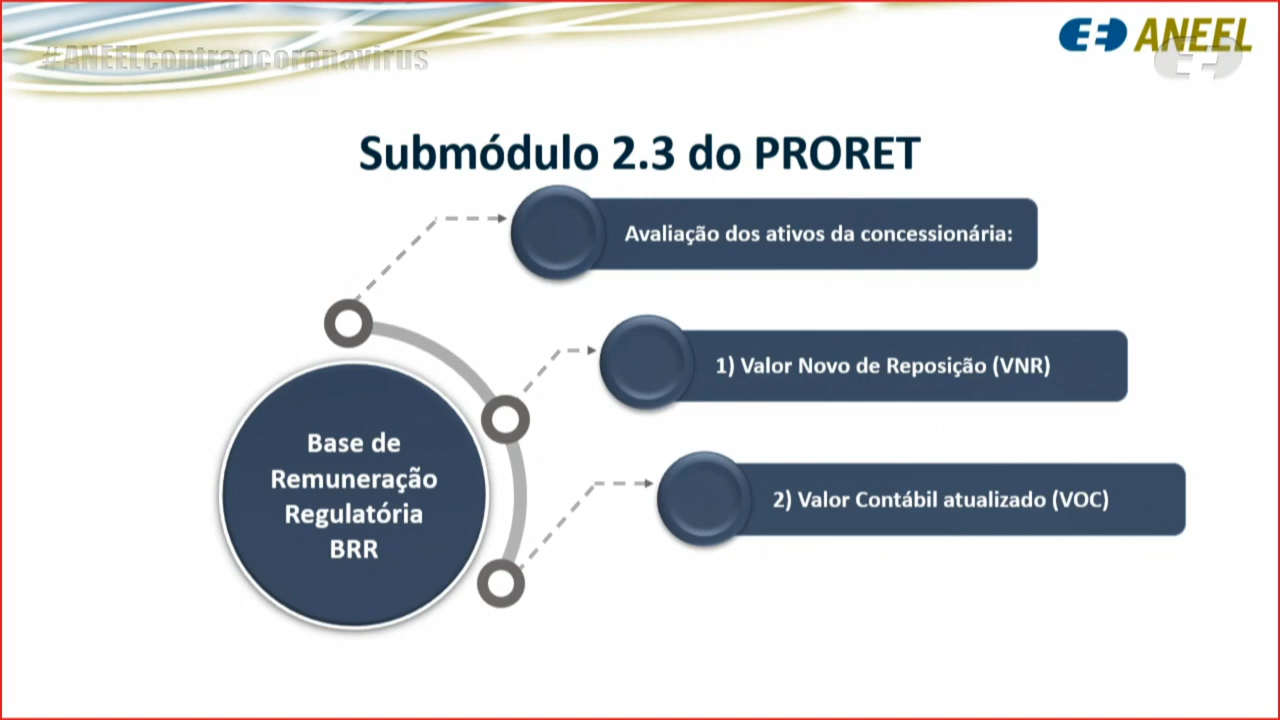 #ANEELcontraocoronavirus
ANEEL
Submódulo 2.3 do PRORET
Avaliação dos ativos da concessionária:
1) Valor Novo de Reposição (VNR)
2) Valor Contábil atualizado (VOC)
Base de
Remuneração
Regulatória
BRR